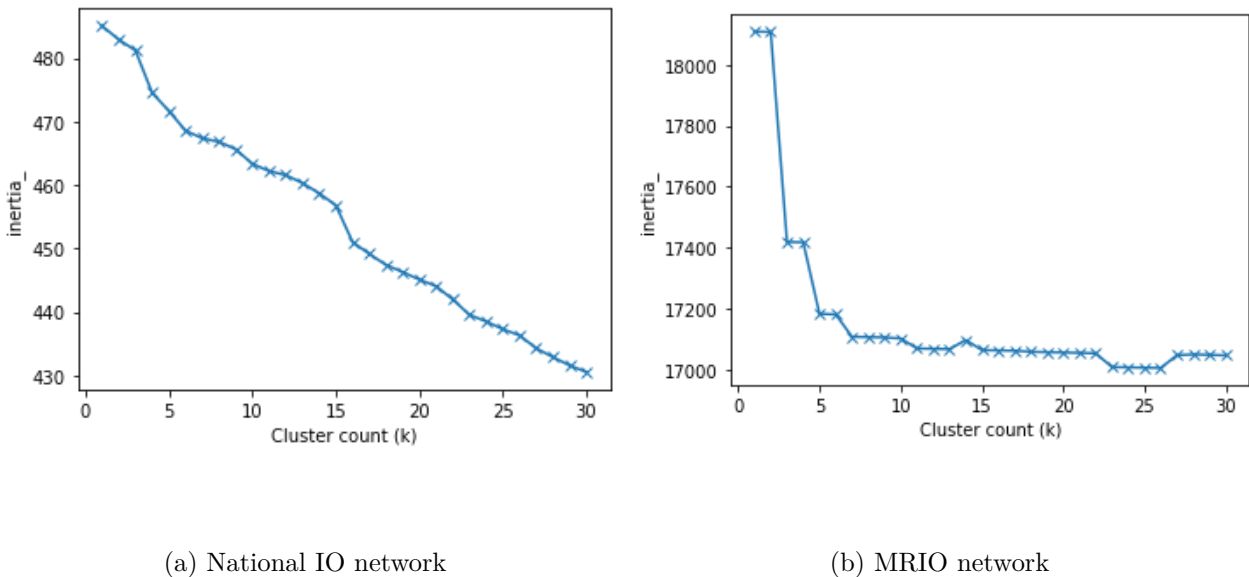 480
470
460
450
440
430
inertia_
0 5 10 15 20 25 30
Cluster count (k)
(a) National IO network
18000
17800
17600
17400
17200
17000
inertia_
0 5 10 15 20 25 30
Cluster count (k)
(b) MRIO network